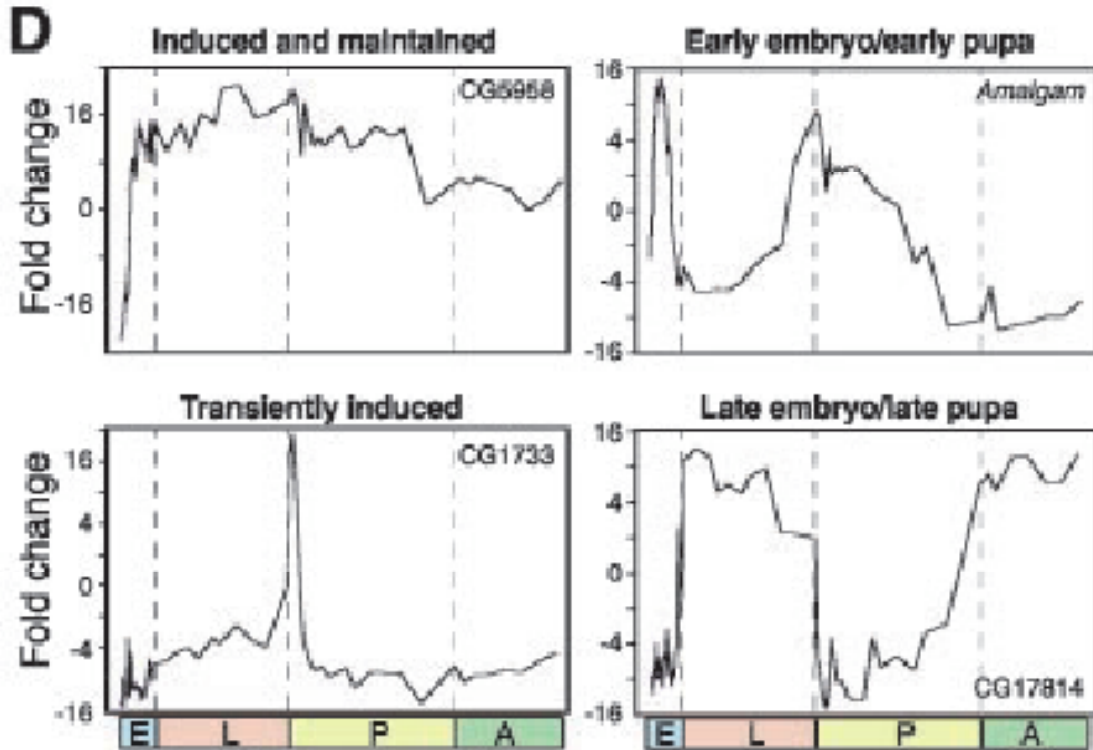 D
Induced and maintained
Early embryo/early pupa
Fold change
16
0
-16
CG5958
16
4
0
-4
-16
Amalgam
Transiently induced
Late embryo/late pupa
Fold change
16
4
0
-4
-16
CG1733
16
4
0
-4
-16
CG17814
E L P A
E L P A